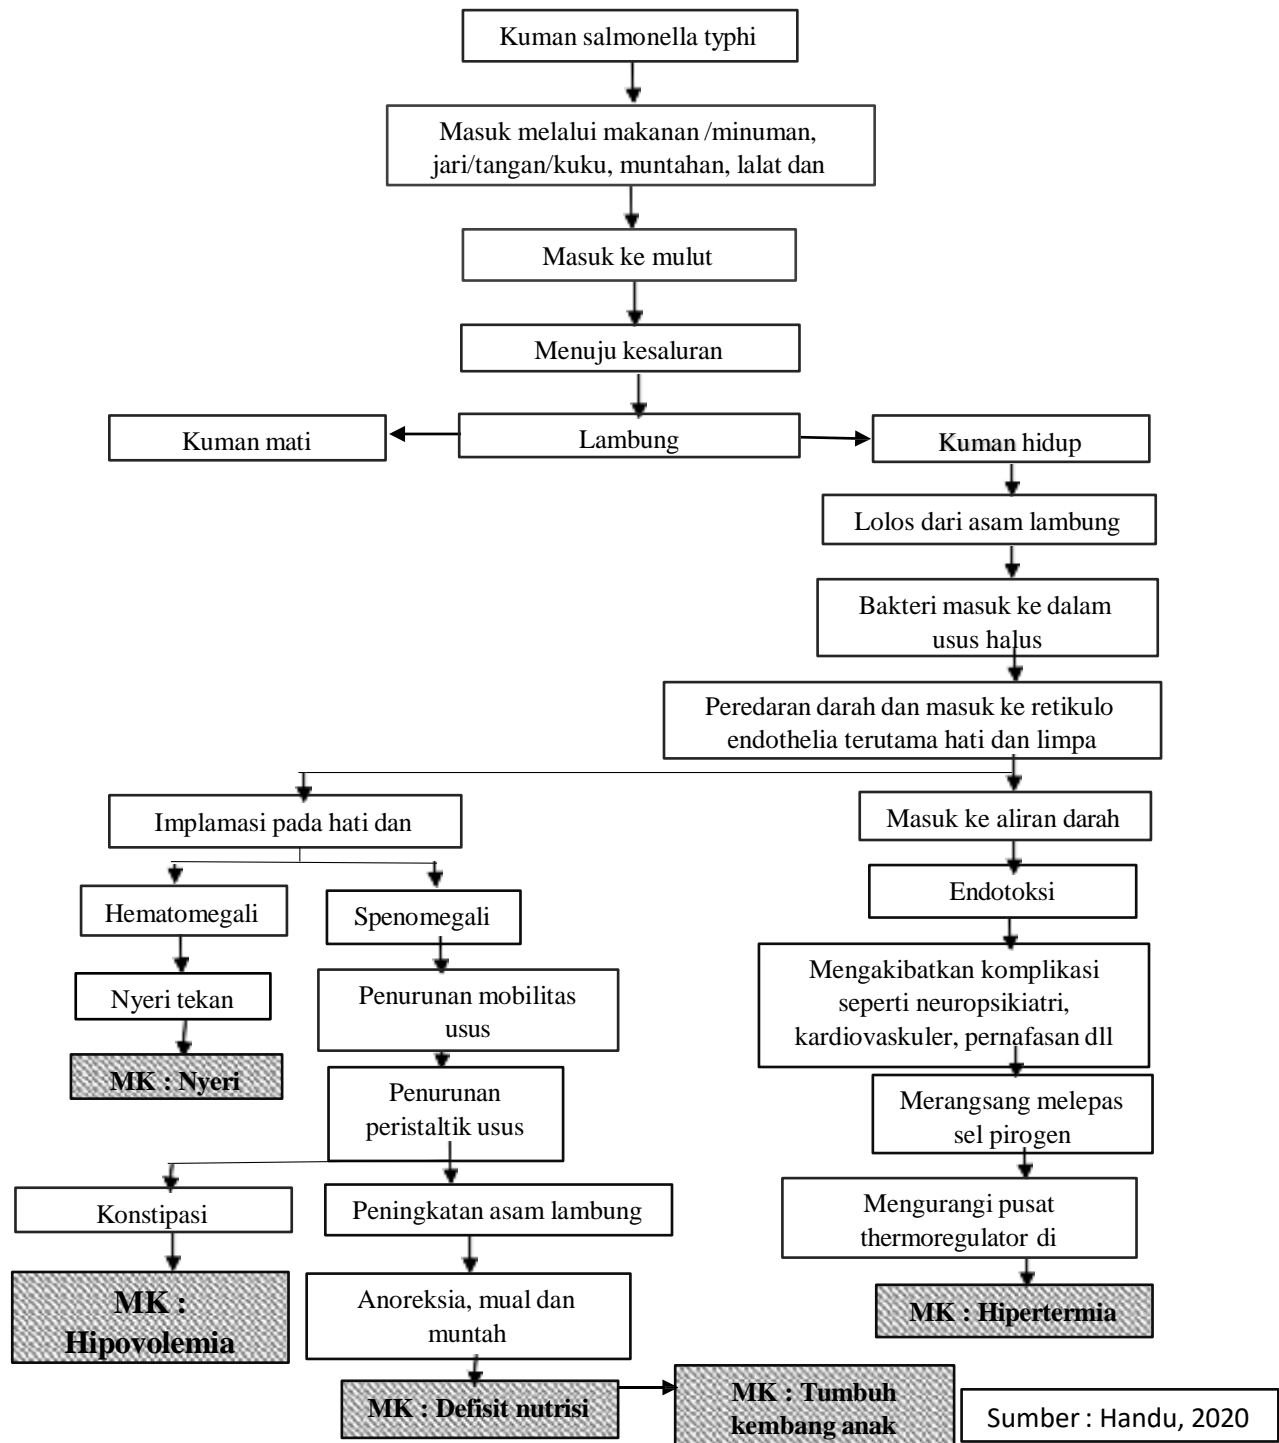 Kuman salmonella typhi
Masuk melalui makanan /minuman,
jari/tangan/kuku, muntahan, lalat dan
Masuk ke mulut
Menuju kesaluran
Kuman mati
Lambung
Kuman hidup
Lolos dari asam lambung
Bakteri masuk ke dalam
usus halus
Peredaran darah dan masuk ke retikulo
endothelia terutama hati dan limpa
Implamasi pada hati dan
Masuk ke aliran darah
Hematomegali
Spenomegali
Endotoksi
Nyeri tekan
Penurunan mobilitas
usus
Mengakibatkan komplikasi
seperti neuropsikiatri,
kardiovaskuler, pernafasan dll
MK : Nyeri
Penurunan
peristaltik usus
Merangsang melepas
sel pirogen
Konstipasi
Peningkatan asam lambung
Mengurangi pusat
thermoregulator di
MK :
Hipovolemia
Anoreksia, mual dan
muntah
MK : Hipertermia
MK : Defisit nutrisi
MK : Tumbuh
kembang anak
Sumber : Handu, 2020